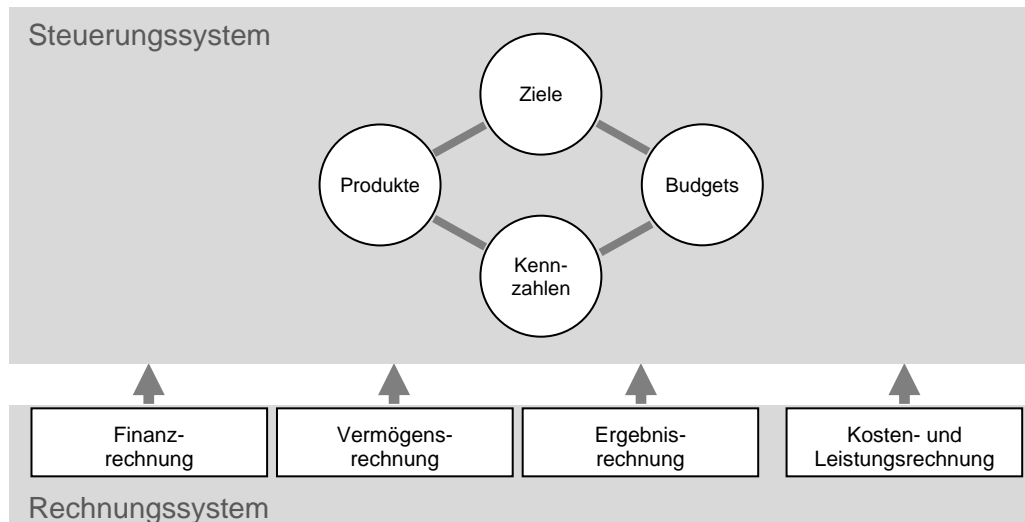 Steuerungssystem
Ziele
Produkte
Budgets
Kenn-
zahlen
Finanz-
rechnung
Vermögens-
rechnung
Ergebnis-
rechnung
Kosten- und
Leistungsrechnung
Rechnungssystem